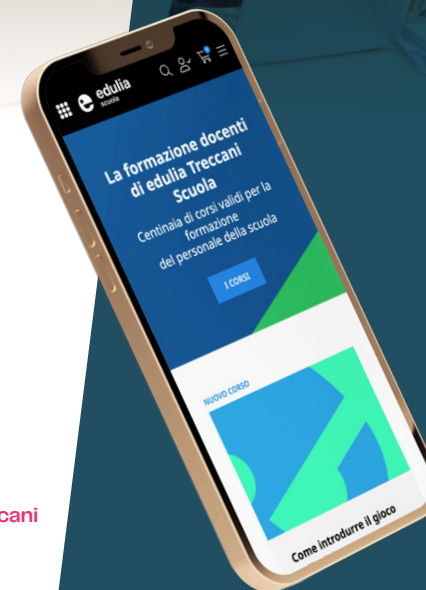 edulia
scuola
La formazione docenti
di edulia Treccani
Scuola
Centinaia di corsi validi per la
formazione
del personale della scuola
I CORSI
NUOVO CORSO
Come introdurre il gioco
cani